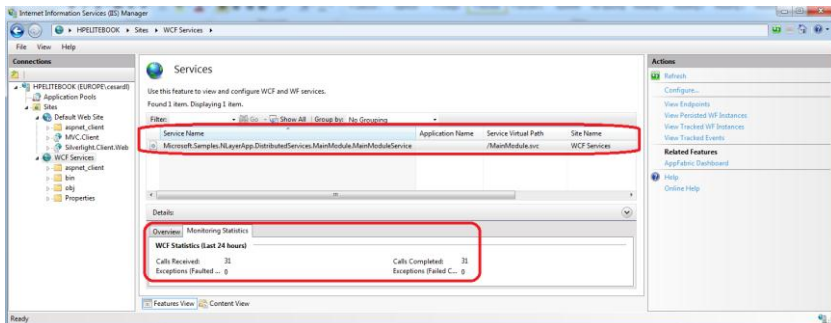 Internet Information Services (IIS) Manager
HPELITEBOOK ▸ Sites ▸ WCF Services ▸
File View Help
Connections
HPELITEBOOK (EUROPE\cesardl)
Application Pools
Sites
Default Web Site
aspnet_client
MVC.Client
Silverlight.Client.Web
WCF Services
aspnet_client
bin
obj
Properties
Services
Use this feature to view and configure WCF and WF services.
Found 1 item. Displaying 1 item.
Filter: Go Show All Group by: No Grouping
Service Name Application Name Service Virtual Path Site Name
Microsoft.Samples.NLayerApp.DistributedServices.MainModule.MainModuleService /MainModule.svc WCF Services
Details:
Overview Monitoring Statistics
WCF Statistics (Last 24 hours)
Calls Received: 31 Calls Completed: 31
Exceptions (Faulted ... 0 Exceptions (Failed C... 0
Features View Content View
Actions
Refresh
Configure...
View Endpoints
View Persisted WF Instances
View Tracked WF Instances
View Tracked Events
Related Features
AppFabric Dashboard
Help
Online Help
Ready